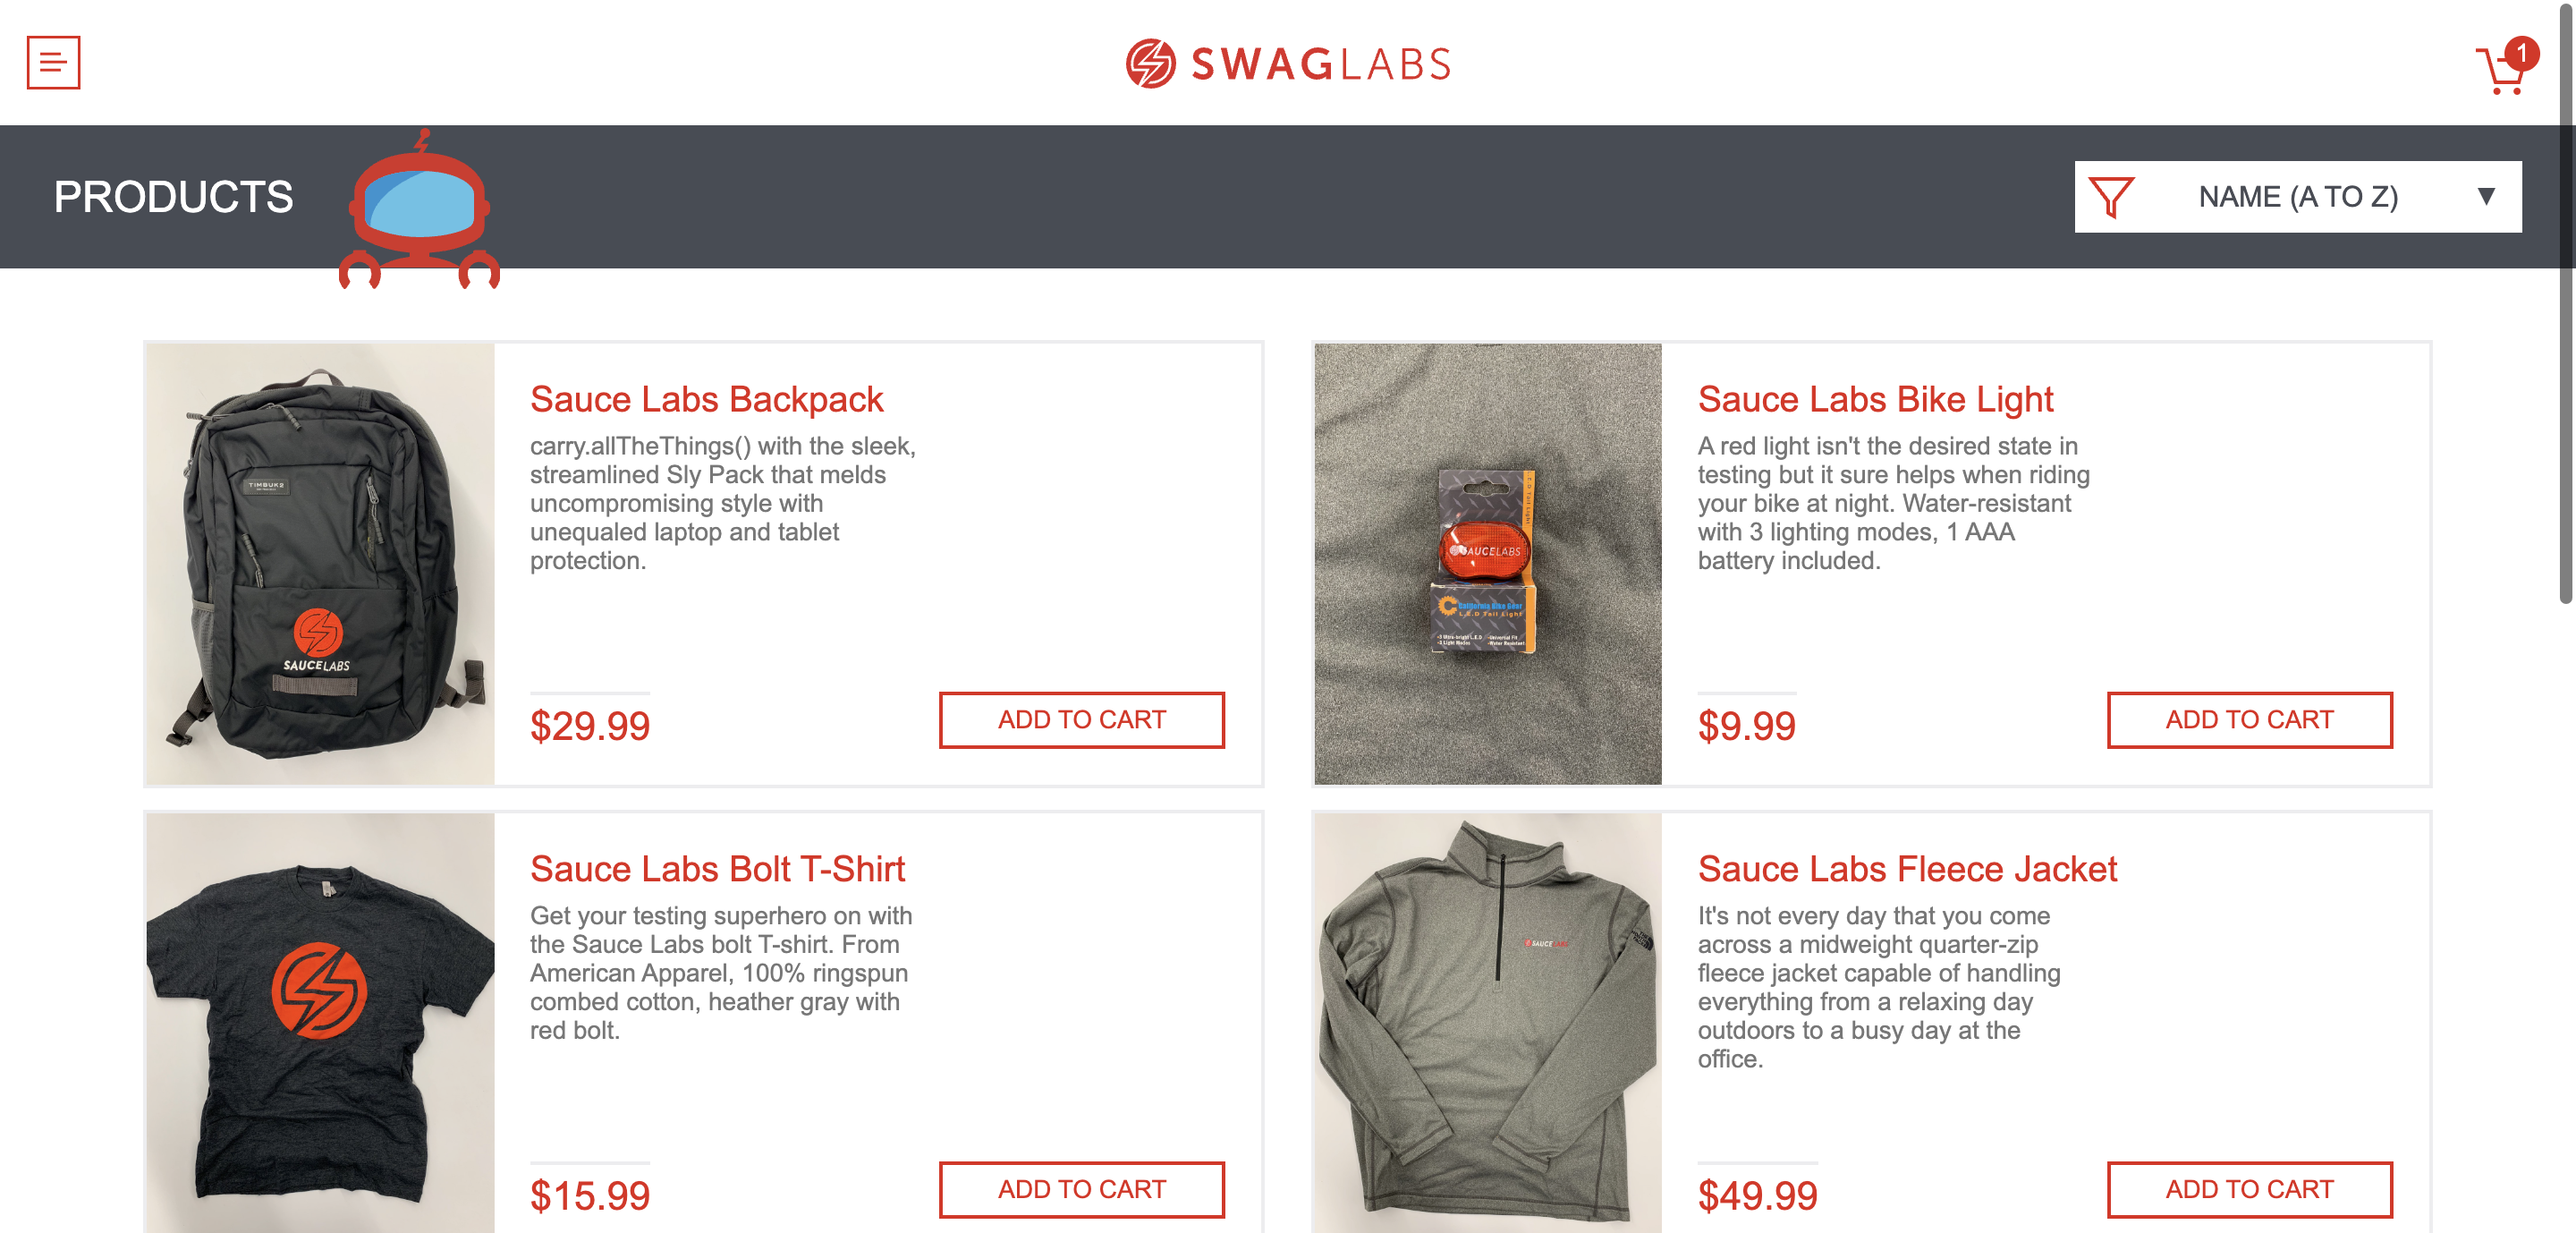 SWAGLABS
1
PRODUCTS
NAME (A TO Z)
Sauce Labs Backpack
carry.allTheThings() with the sleek,
streamlined Sly Pack that melds
uncompromising style with
unequaled laptop and tablet
protection.
$29.99
ADD TO CART
TIMBUK2
SAUCELABS
Sauce Labs Bike Light
A red light isn't the desired state in
testing but it sure helps when riding
your bike at night. Water-resistant
with 3 lighting modes, 1 AAA
battery included.
$9.99
ADD TO CART
SAUCELABS
California Bike Gear
L.E.D Tail Light
Sauce Labs Bolt T-Shirt
Get your testing superhero on with
the Sauce Labs bolt T-shirt. From
American Apparel, 100% ringspun
combed cotton, heather gray with
red bolt.
$15.99
ADD TO CART
Sauce Labs Fleece Jacket
It's not every day that you come
across a midweight quarter-zip
fleece jacket capable of handling
everything from a relaxing day
outdoors to a busy day at the
office.
$49.99
ADD TO CART
SAUCELABS